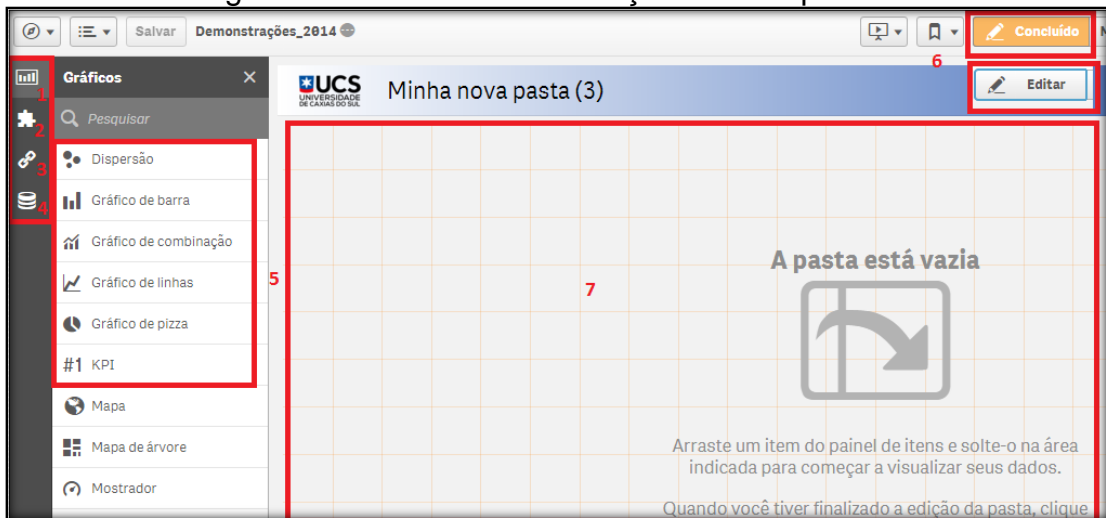 Salvar Demonstrações_2014 Concluído
6
Gráficos
UCS
UNIVERSIDADE
DE CAXIAS DO SUL
Minha nova pasta (3)
Editar
1
Pesquisar
2
Dispersão
3
Gráfico de barra
4
Gráfico de combinação
A pasta está vazia
Gráfico de linhas
5
7
Gráfico de pizza
#1 KPI
Mapa
Mapa de árvore
Arraste um item do painel de itens e solte-o na área
indicada para começar a visualizar seus dados.
Mostrador
Quando você tiver finalizado a edição da pasta, clique